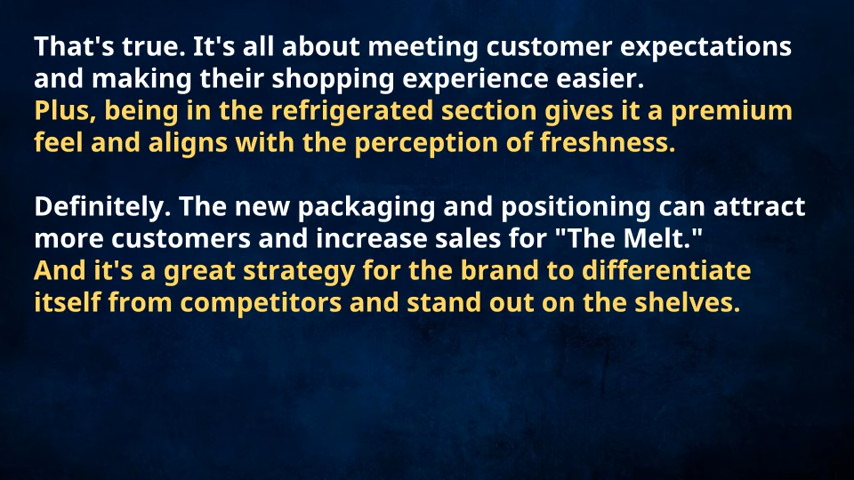 That's true. It's all about meeting customer expectations
and making their shopping experience easier.
Plus, being in the refrigerated section gives it a premium
feel and aligns with the perception of freshness.
Definitely. The new packaging and positioning can attract
more customers and increase sales for "The Melt."
And it's a great strategy for the brand to differentiate
itself from competitors and stand out on the shelves.